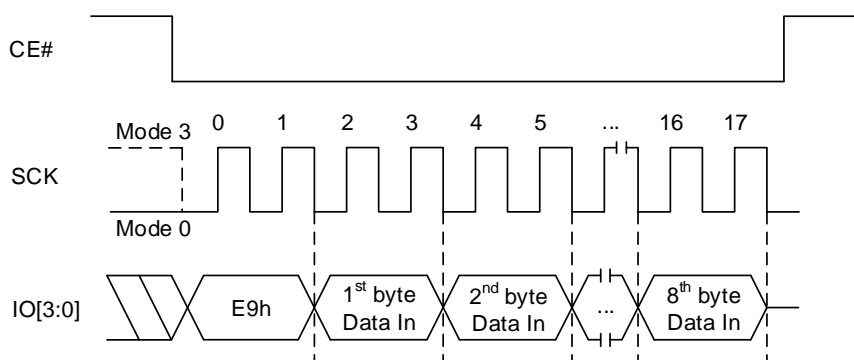 CE#
Mode 3
0 1 2 3 4 5 ... 16 17
SCK
Mode 0
IO[3:0]
E9h
1st byte
Data In
2nd byte
Data In
...
8th byte
Data In